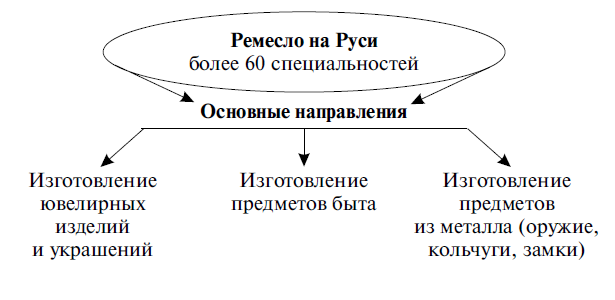 Ремесло на Руси
более 60 специальностей
Основные направления
Изготовление
ювелирных
изделий
и украшений
Изготовление
предметов быта
Изготовление
предметов
из металла (оружие,
кольчуги, замки)